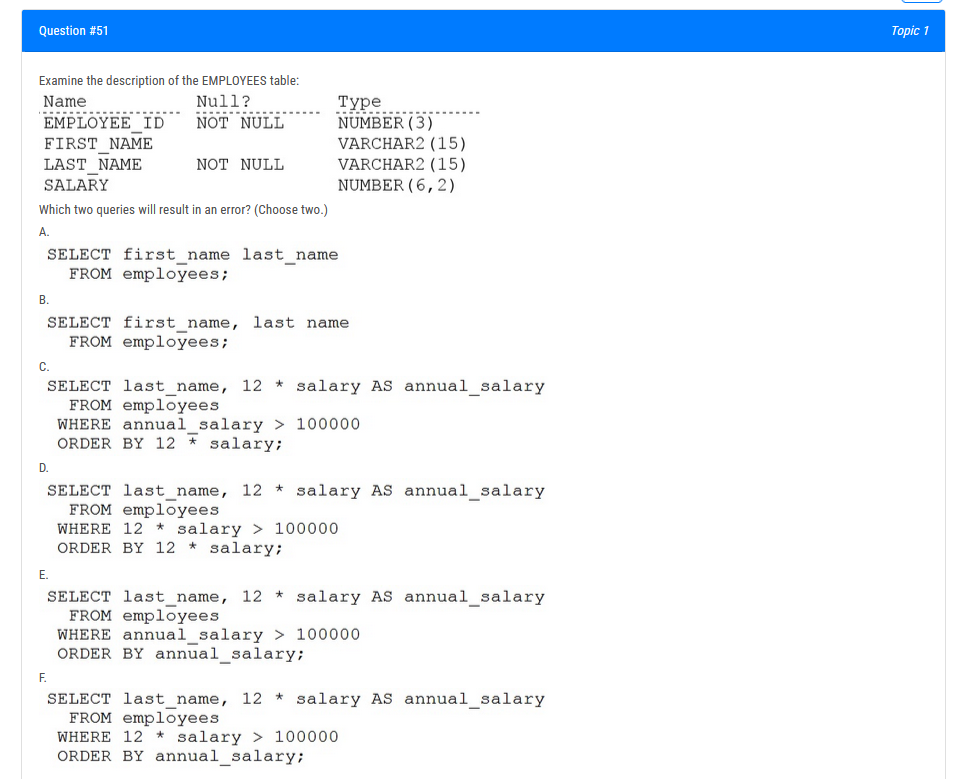 Question #51 Topic 1
Examine the description of the EMPLOYEES table:
Name Null? Type
EMPLOYEE_ID NOT NULL NUMBER(3)
FIRST_NAME VARCHAR2(15)
LAST_NAME NOT NULL VARCHAR2(15)
SALARY NUMBER(6,2)
Which two queries will result in an error? (Choose two.)
A.
SELECT first_name last_name
FROM employees;
B.
SELECT first_name, last name
FROM employees;
C.
SELECT last_name, 12 * salary AS annual_salary
FROM employees
WHERE annual_salary > 100000
ORDER BY 12 * salary;
D.
SELECT last_name, 12 * salary AS annual_salary
FROM employees
WHERE 12 * salary > 100000
ORDER BY 12 * salary;
E.
SELECT last_name, 12 * salary AS annual_salary
FROM employees
WHERE annual_salary > 100000
ORDER BY annual_salary;
F.
SELECT last_name, 12 * salary AS annual_salary
FROM employees
WHERE 12 * salary > 100000
ORDER BY annual_salary;